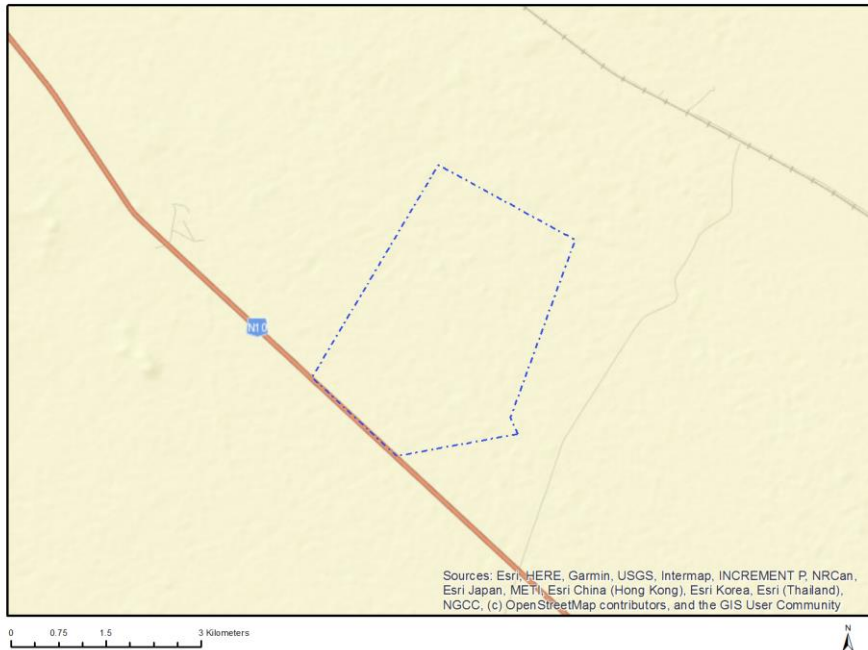 N10
Sources: Esri, HERE, Garmin, USGS, Intermap, INCREMENT P, NRCan,
Esri Japan, METI, Esri China (Hong Kong), Esri Korea, Esri (Thailand),
NGCC, (c) OpenStreetMap contributors, and the GIS User Community
0 0.75 1.5 3 Kilometers
N